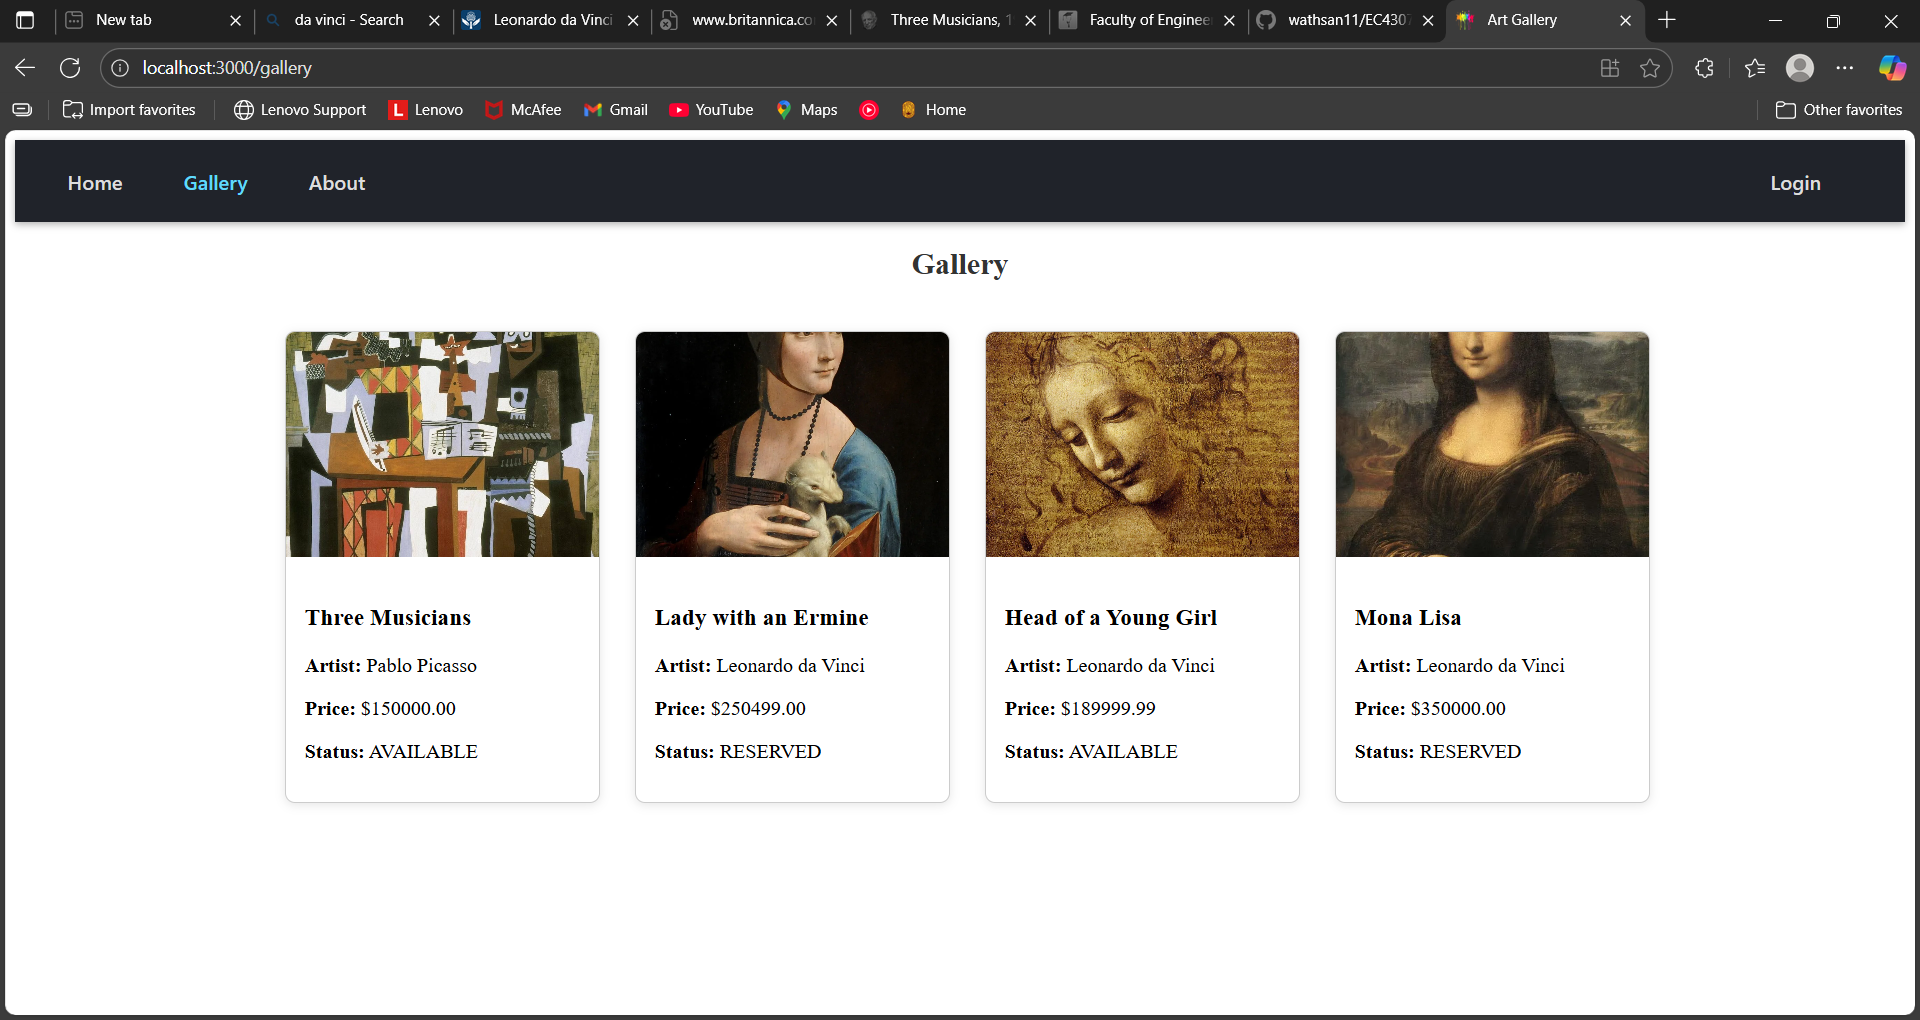 New tab
da vinci - Search
Leonardo da Vinci
www.britannica.co
Three Musicians, 1
Faculty of Enginee
wathsan11/EC4307
Art Gallery
localhost:3000/gallery
Import favorites
Lenovo Support
L Lenovo
McAfee
Gmail
YouTube
Maps
Home
Other favorites
Home Gallery About Login
Gallery
Three Musicians
Artist: Pablo Picasso
Price: $150000.00
Status: AVAILABLE
Lady with an Ermine
Artist: Leonardo da Vinci
Price: $250499.00
Status: RESERVED
Head of a Young Girl
Artist: Leonardo da Vinci
Price: $189999.99
Status: AVAILABLE
Mona Lisa
Artist: Leonardo da Vinci
Price: $350000.00
Status: RESERVED